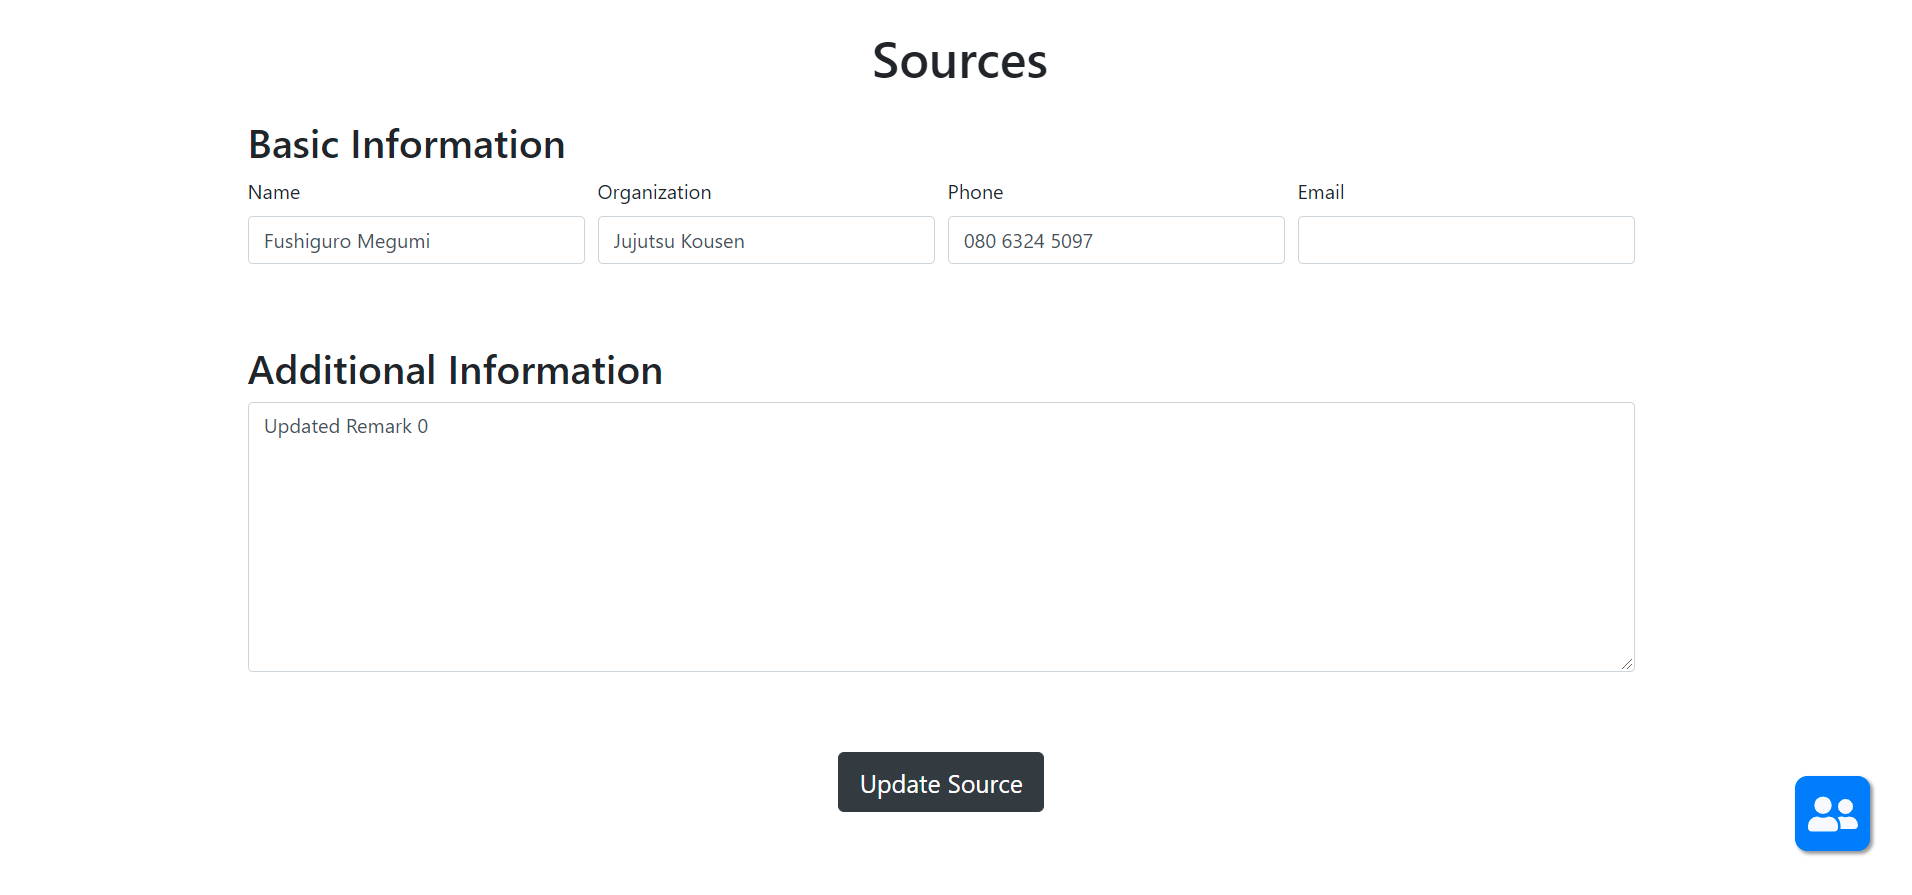 Sources
Basic Information
Name Organization Phone Email
Fushiguro Megumi Jujutsu Kousen 080 6324 5097
Additional Information
Updated Remark 0
Update Source